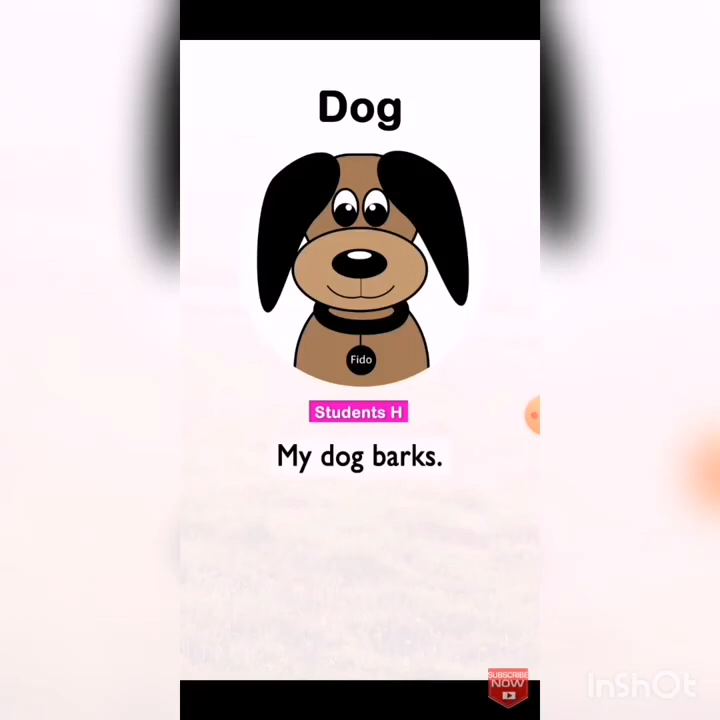 Dog
Fido
Students H
My dog barks.
SUBSCRIBE
NOW
InShOt